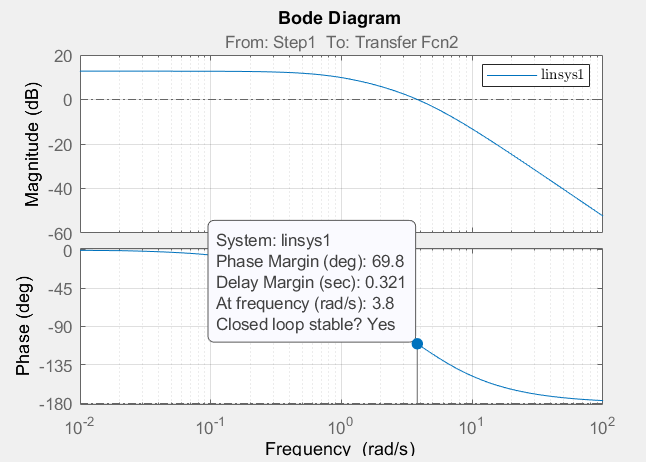 Bode Diagram
From: Step1 To: Transfer Fcn2
linsys1
Magnitude (dB)
20
0
-20
-40
-60
System: linsys1
Phase Margin (deg): 69.8
Delay Margin (sec): 0.321
At frequency (rad/s): 3.8
Closed loop stable? Yes
Phase (deg)
0
-45
-90
-135
-180
10^-2 10^-1 10^0 10^1 10^2
Frequency (rad/s)